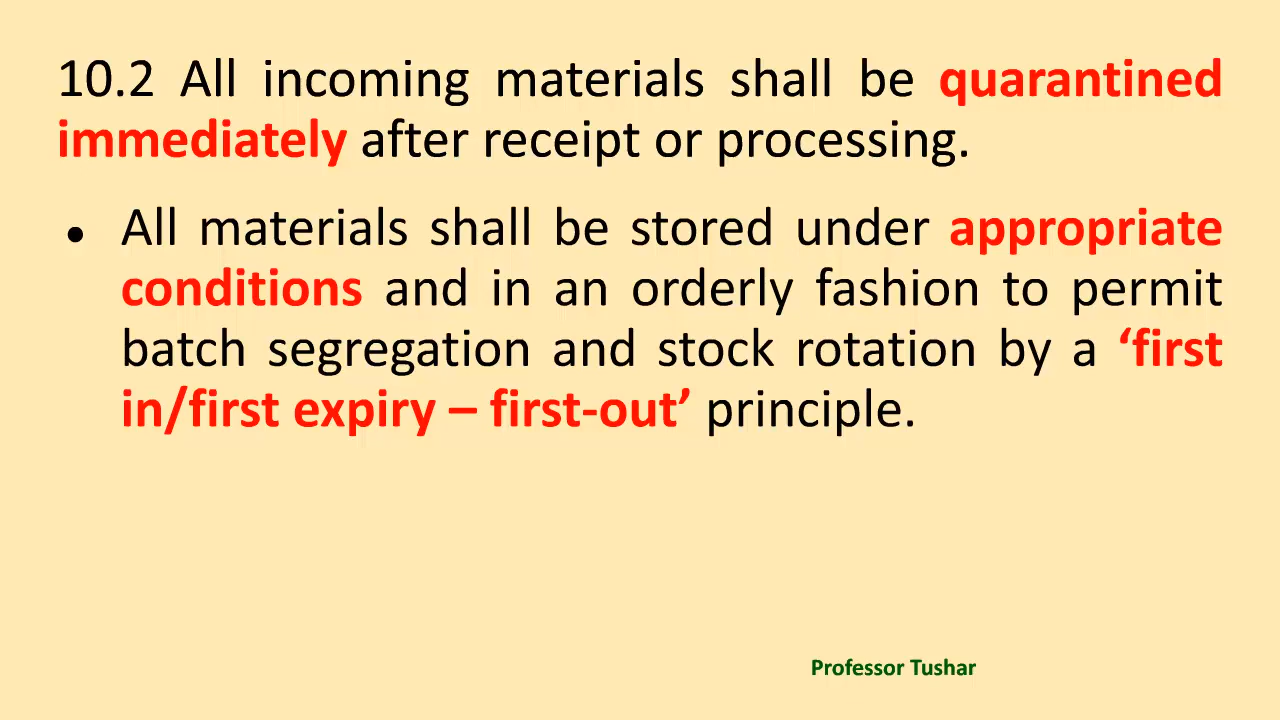 10.2 All incoming materials shall be quarantined
immediately after receipt or processing.
● All materials shall be stored under appropriate
conditions and in an orderly fashion to permit
batch segregation and stock rotation by a ‘first
in/first expiry – first-out’ principle.
Professor Tushar